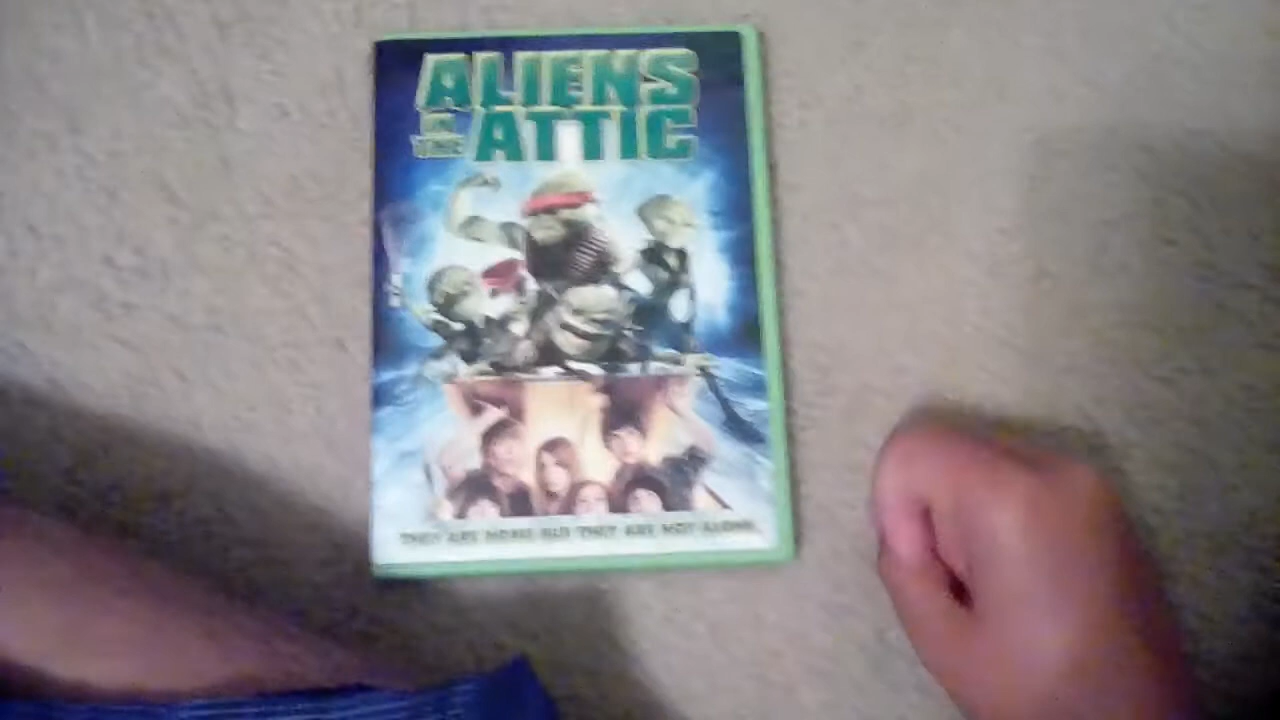 ALIENS
IN
THE ATTIC
THEY ARE HOME BUT THEY ARE NOT ALONE.